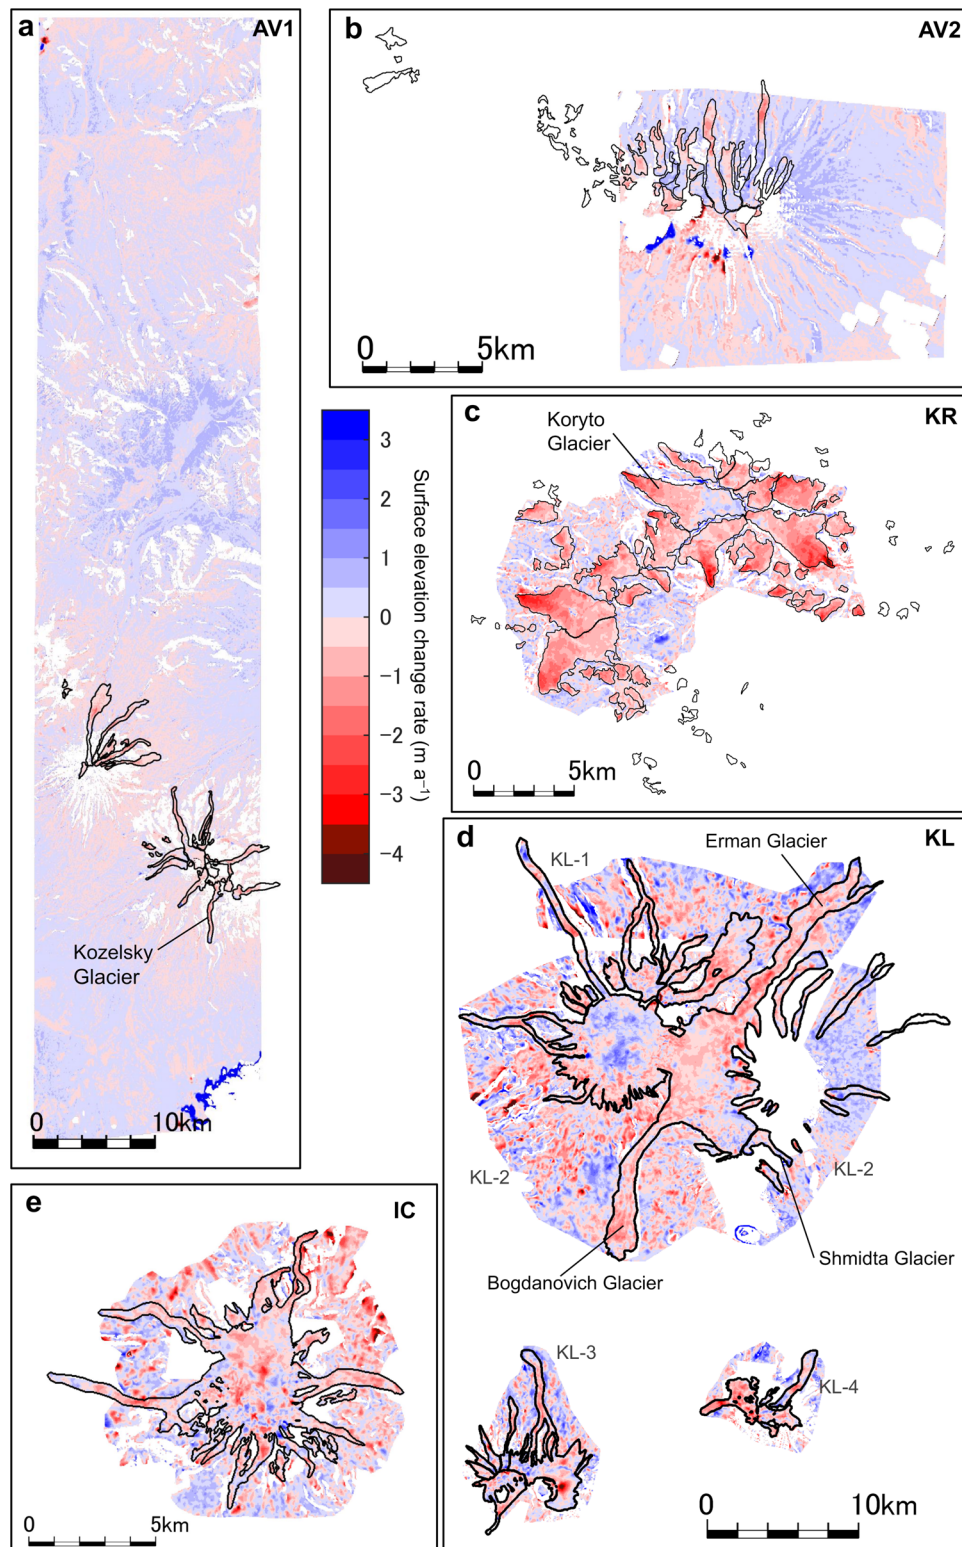 a
AV1
Kozelsky
Glacier
0
10km
b
AV2
0
5km
3
2
1
0
−1
−2
−3
−4
Surface elevation change rate (m a⁻¹)
c
KR
Koryto
Glacier
0
5km
d
KL
Erman Glacier
KL-1
KL-2
KL-2
Shmidta Glacier
Bogdanovich Glacier
KL-3
KL-4
0
10km
e
IC
0
5km